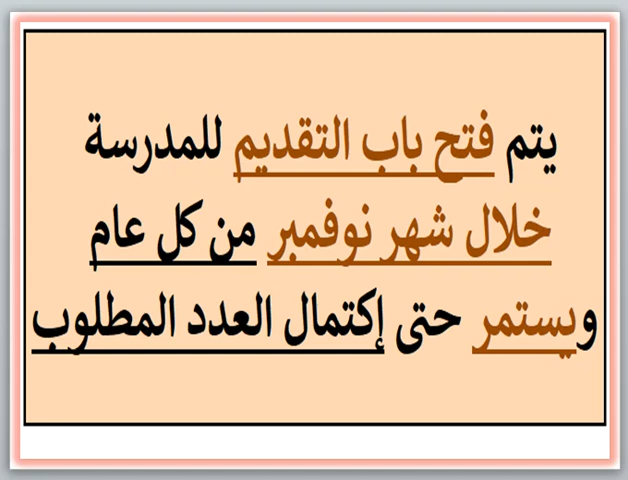 يتم فتح باب التقديم للمدرسة
خلال شهر نوفمبر من كل عام
ويستمر حتى إكتمال العدد المطلوب